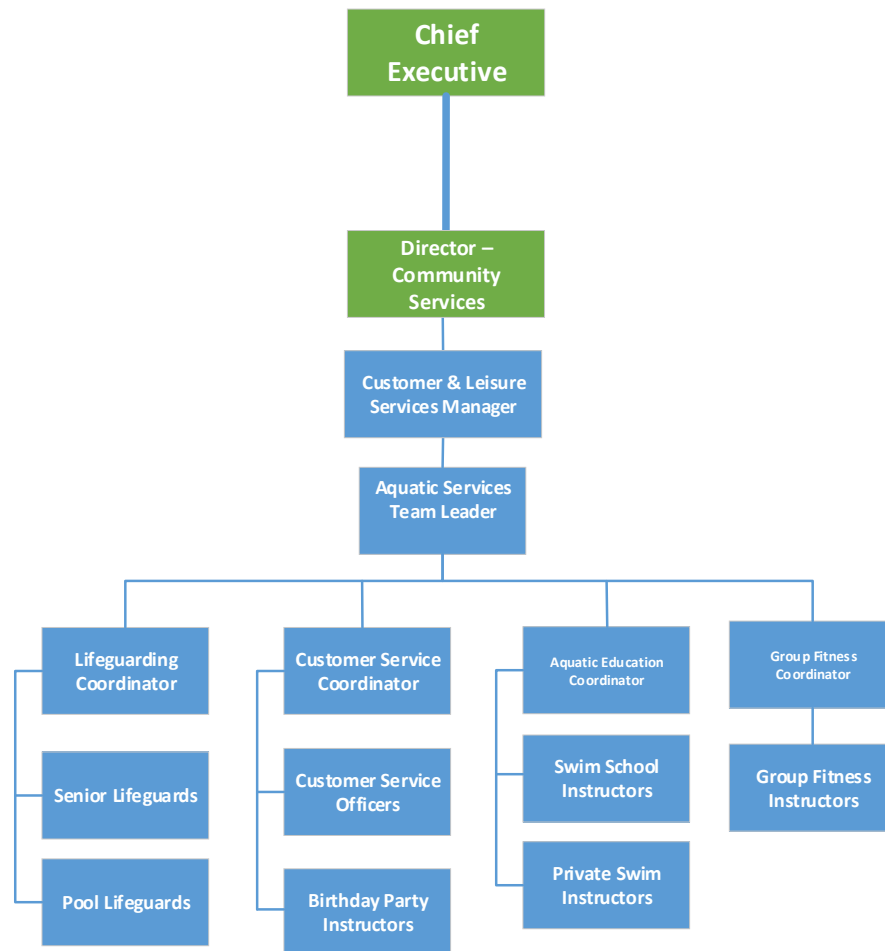 Chief
Executive
Director –
Community
Services
Customer & Leisure
Services Manager
Aquatic Services
Team Leader
Lifeguarding
Coordinator
Customer Service
Coordinator
Aquatic Education
Coordinator
Group Fitness
Coordinator
Senior Lifeguards
Customer Service
Officers
Swim School
Instructors
Group Fitness
Instructors
Pool Lifeguards
Birthday Party
Instructors
Private Swim
Instructors